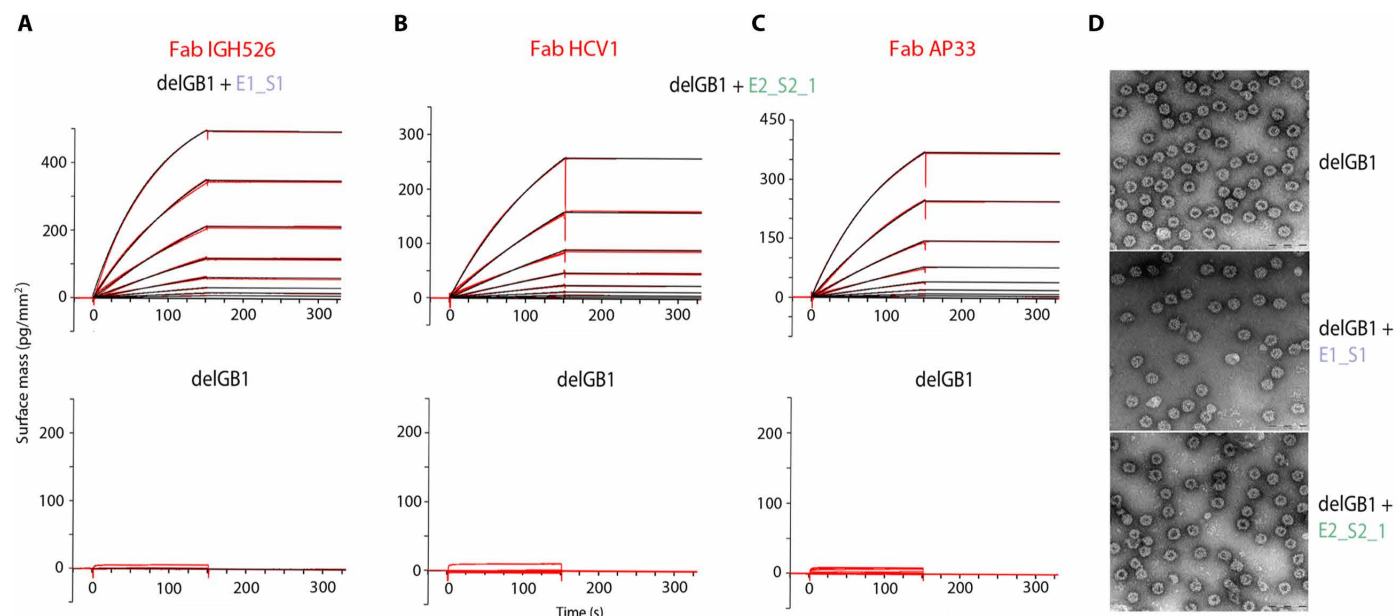 A
B
C
D
Fab IGH526
Fab HCV1
Fab AP33
delGB1 + E1_S1
delGB1 + E2_S2_1
400
200
0
0
100
200
300
300
200
100
0
0
100
200
300
450
300
150
0
0
100
200
300
Surface mass (pg/mm²)
delGB1
delGB1
delGB1
200
100
0
0
100
200
300
200
100
0
0
100
200
300
200
100
0
0
100
200
300
Time (s)
delGB1
delGB1 +
E1_S1
delGB1 +
E2_S2_1